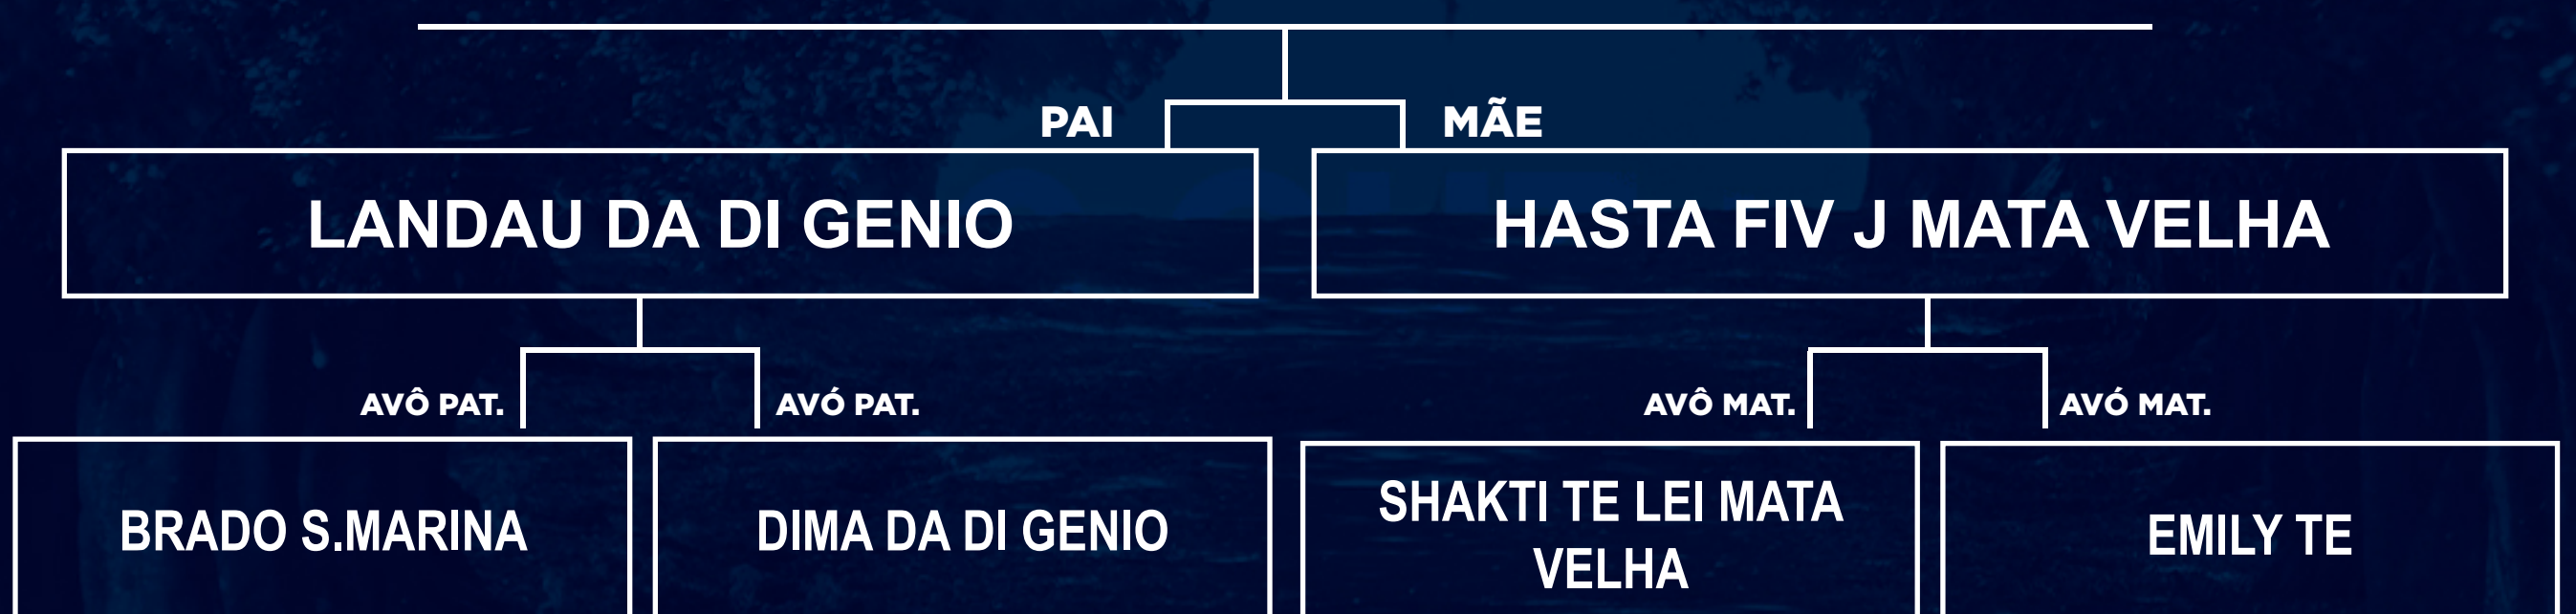 PAI
MÃE
LANDAU DA DI GENIO
HASTA FIV J MATA VELHA
AVÔ PAT.
AVÓ PAT.
AVÔ MAT.
AVÓ MAT.
BRADO S.MARINA
DIMA DA DI GENIO
SHAKTI TE LEI MATA
VELHA
EMILY TE